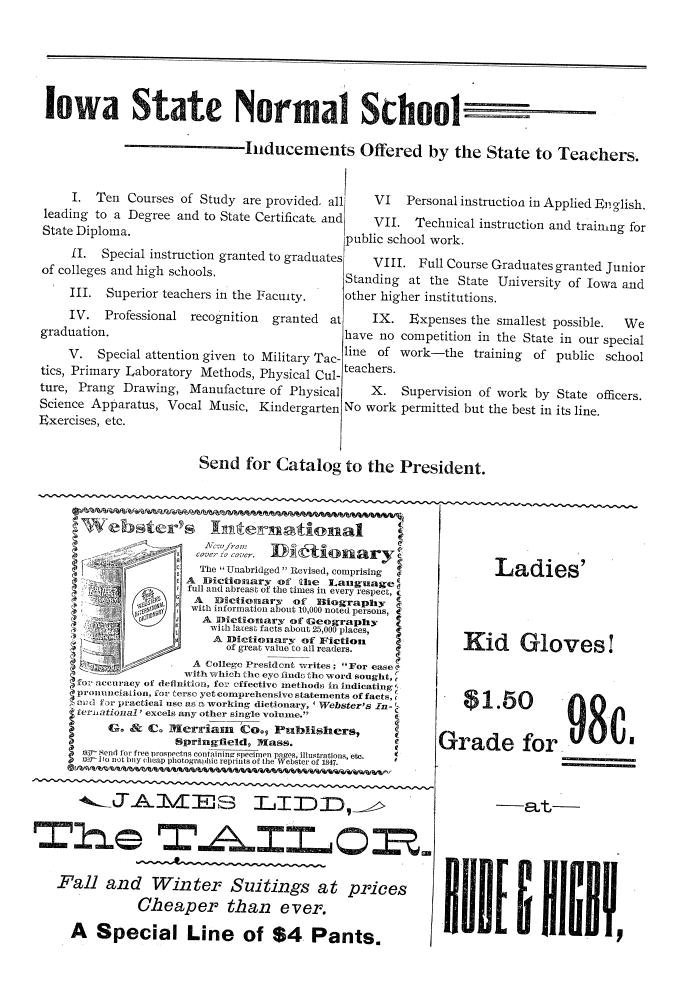 Iowa State Normal School
Inducements Offered by the State to Teachers.
I. Ten Courses of Study are provided, all
leading to a Degree and to State Certificate and
State Diploma.
II. Special instruction granted to graduates
of colleges and high schools.
III. Superior teachers in the Faculty.
IV. Professional recognition granted at
graduation.
V. Special attention given to Military Tac-
tics, Primary Laboratory Methods, Physical Cul-
ture, Prang Drawing, Manufacture of Physical
Science Apparatus, Vocal Music, Kindergarten
Exercises, etc.
VI Personal instruction in Applied English.
VII. Technical instruction and training for
public school work.
VIII. Full Course Graduates granted Junior
Standing at the State University of Iowa and
other higher institutions.
IX. Expenses the smallest possible. We
have no competition in the State in our special
line of work—the training of public school
teachers.
X. Supervision of work by State officers.
No work permitted but the best in its line.
Send for Catalog to the President.
Webster's International
New from
cover to cover.
Dictionary
WEBSTER'S
INTERNATIONAL
DICTIONARY
The "Unabridged" Revised, comprising
A Dictionary of the Language,
full and abreast of the times in every respect,
A Dictionary of Biography
with information about 10,000 noted persons,
A Dictionary of Geography
with latest facts about 25,000 places,
A Dictionary of Fiction
of great value to all readers.
A College President writes: "For ease
with which the eye finds the word sought,
for accuracy of definition, for effective methods in indicating
pronunciation, for terse yet comprehensive statements of facts,
and for practical use as a working dictionary, 'Webster's In-
ternational' excels any other single volume."
G. & C. Merriam Co., Publishers,
Springfield, Mass.
☞ Send for free prospectus containing specimen pages, illustrations, etc.
☞ Do not buy cheap photographic reprints of the Webster of 1847.
JAMES LIDD,
The TAILOR.
Fall and Winter Suitings at prices
Cheaper than ever.
A Special Line of $4 Pants.
Ladies'
Kid Gloves!
$1.50
Grade for 98c.
—at—
RUDE & HIGBY,